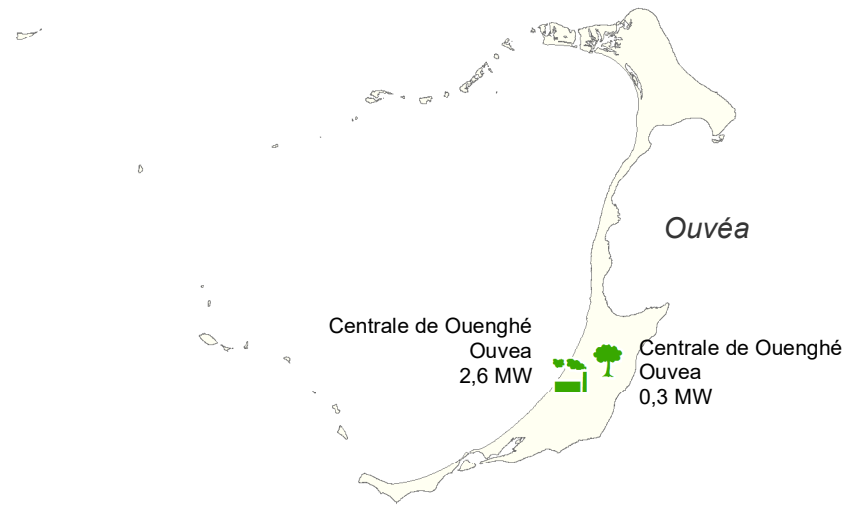 Ouvéa
Centrale de Ouenghé
Ouvea
2,6 MW
Centrale de Ouenghé
Ouvea
0,3 MW